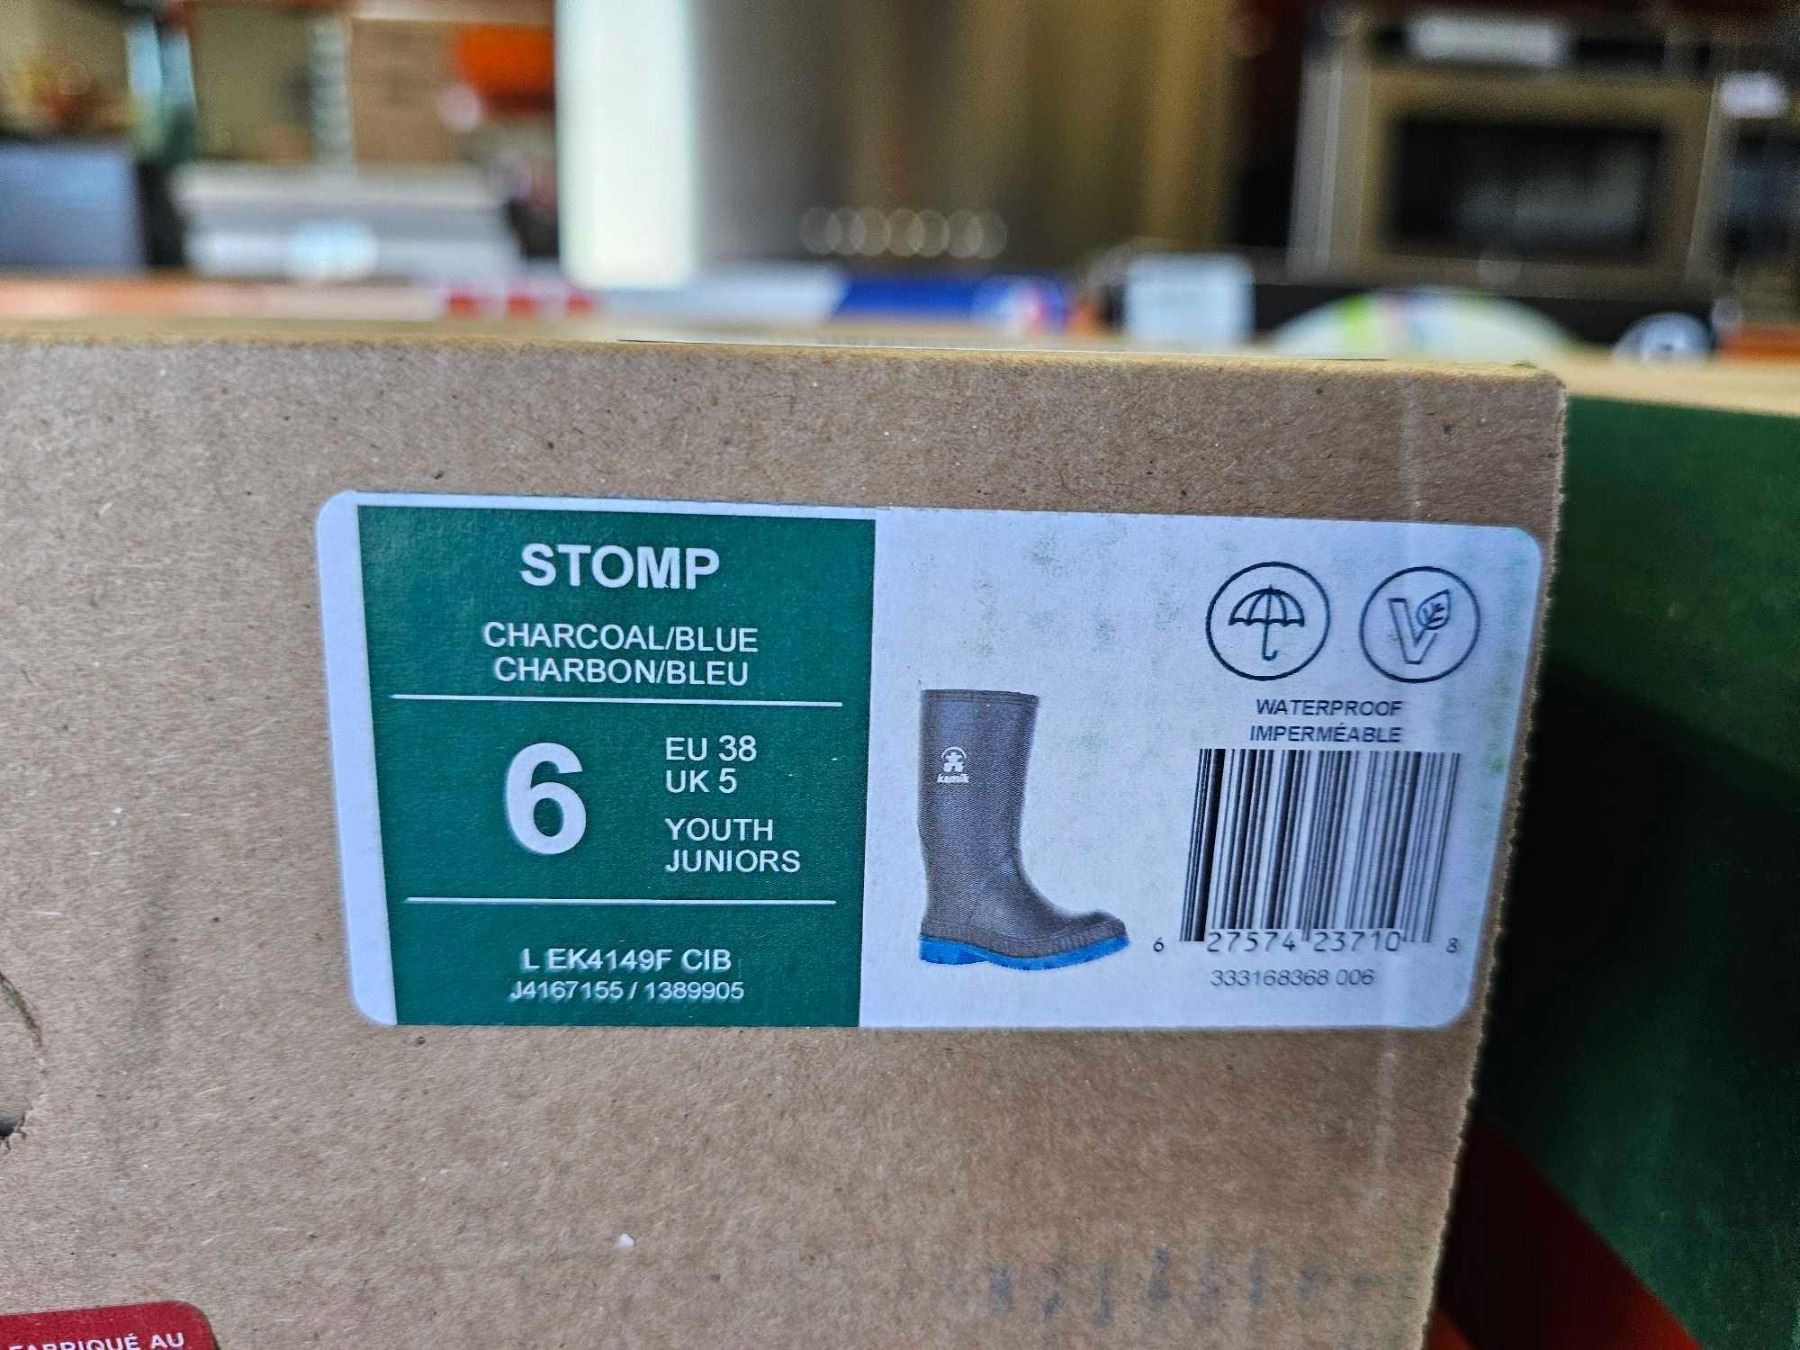 STOMP
CHARCOAL/BLUE
CHARBON/BLEU
6
EU 38
UK 5
YOUTH
JUNIORS
L EK4149F CIB
J4167155 / 1389905
kamik
WATERPROOF
IMPERMÉABLE
6 27574 23710 8
333168368 006
FABRIQUÉ AU